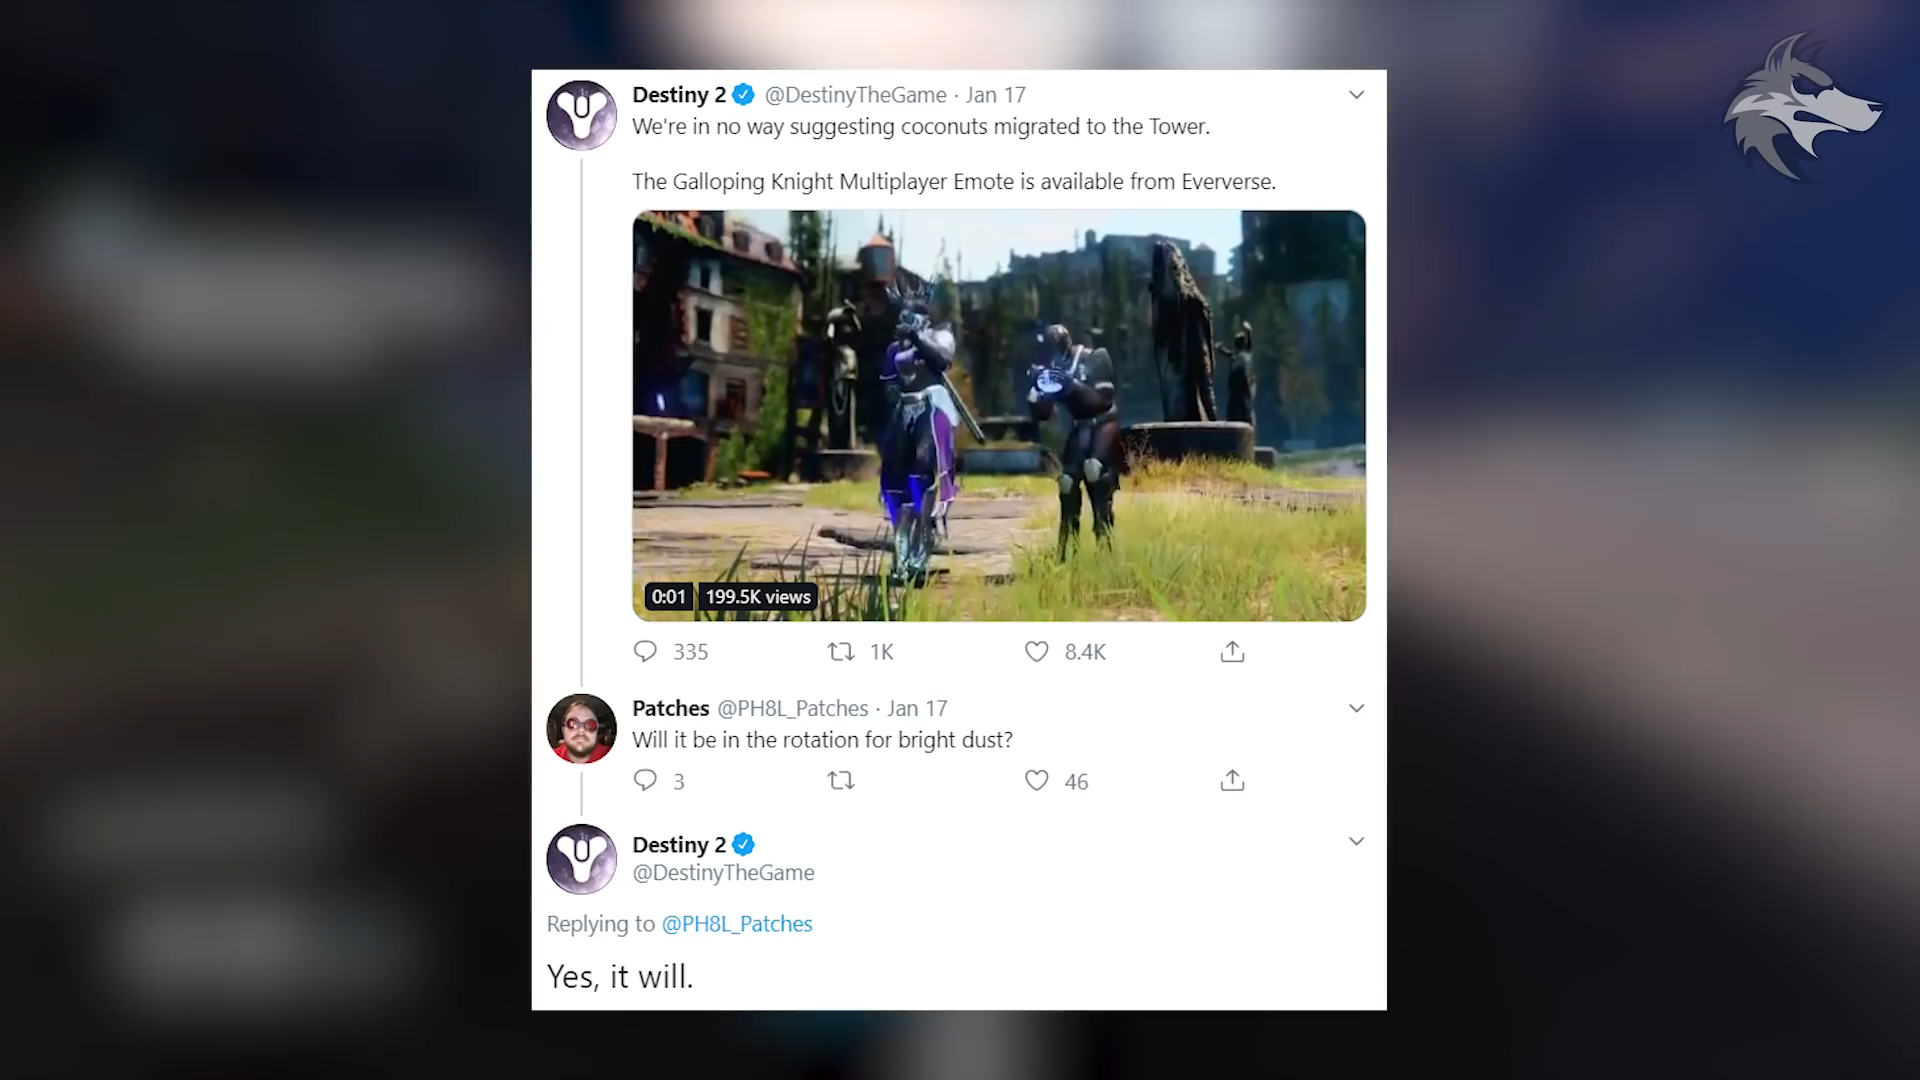 Destiny 2 @DestinyTheGame · Jan 17
We're in no way suggesting coconuts migrated to the Tower.
The Galloping Knight Multiplayer Emote is available from Eververse.
0:01 199.5K views
335 1K 8.4K
Patches @PH8L_Patches · Jan 17
Will it be in the rotation for bright dust?
3 46
Destiny 2
@DestinyTheGame
Replying to @PH8L_Patches
Yes, it will.